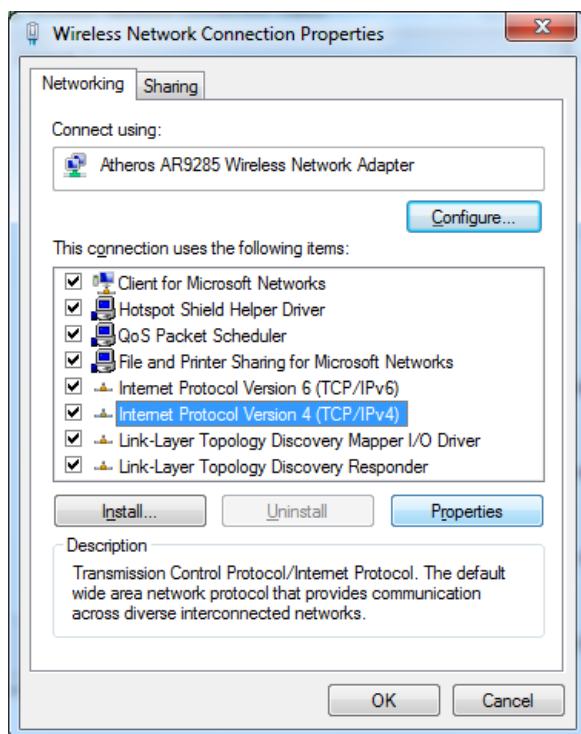 Wireless Network Connection Properties
Networking
Sharing
Connect using:
Atheros AR9285 Wireless Network Adapter
Configure...
This connection uses the following items:
Client for Microsoft Networks
Hotspot Shield Helper Driver
QoS Packet Scheduler
File and Printer Sharing for Microsoft Networks
Internet Protocol Version 6 (TCP/IPv6)
Internet Protocol Version 4 (TCP/IPv4)
Link-Layer Topology Discovery Mapper I/O Driver
Link-Layer Topology Discovery Responder
Install...
Uninstall
Properties
Description
Transmission Control Protocol/Internet Protocol. The default
wide area network protocol that provides communication
across diverse interconnected networks.
OK
Cancel